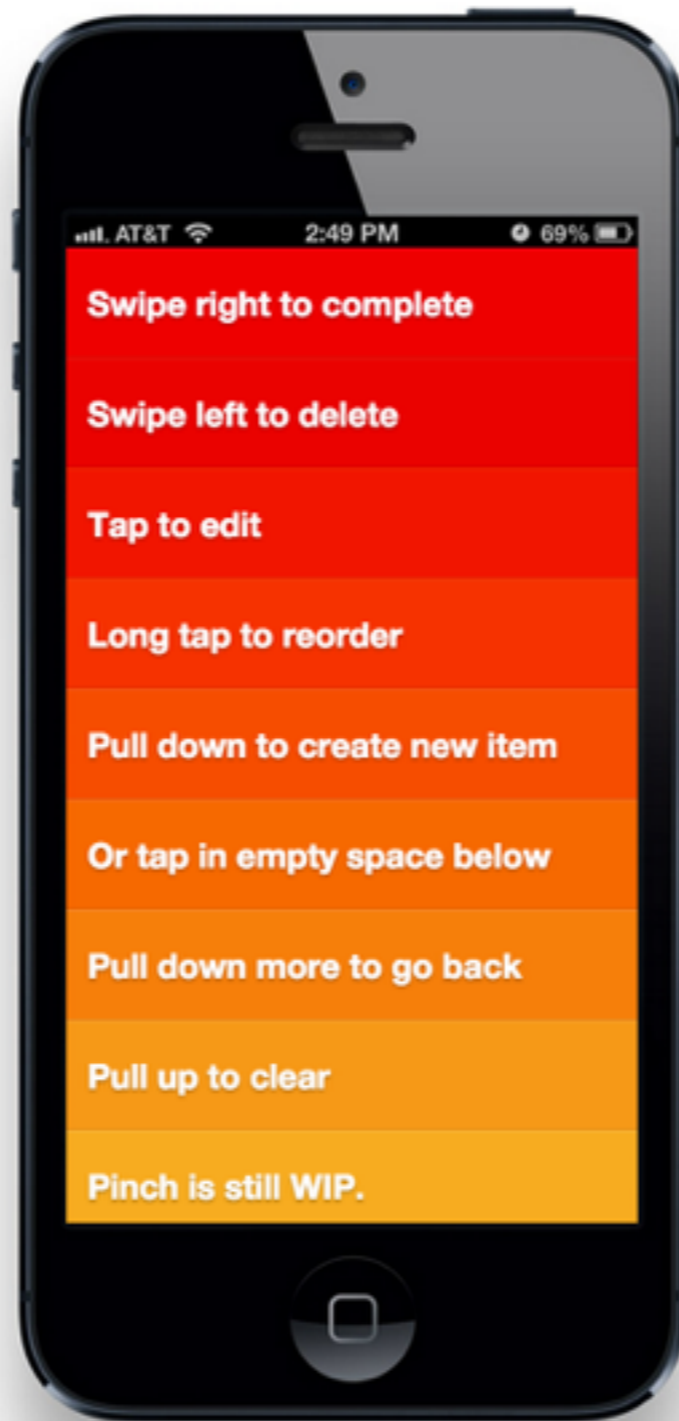 AT&T 2:49 PM 69%
Swipe right to complete
Swipe left to delete
Tap to edit
Long tap to reorder
Pull down to create new item
Or tap in empty space below
Pull down more to go back
Pull up to clear
Pinch is still WIP.